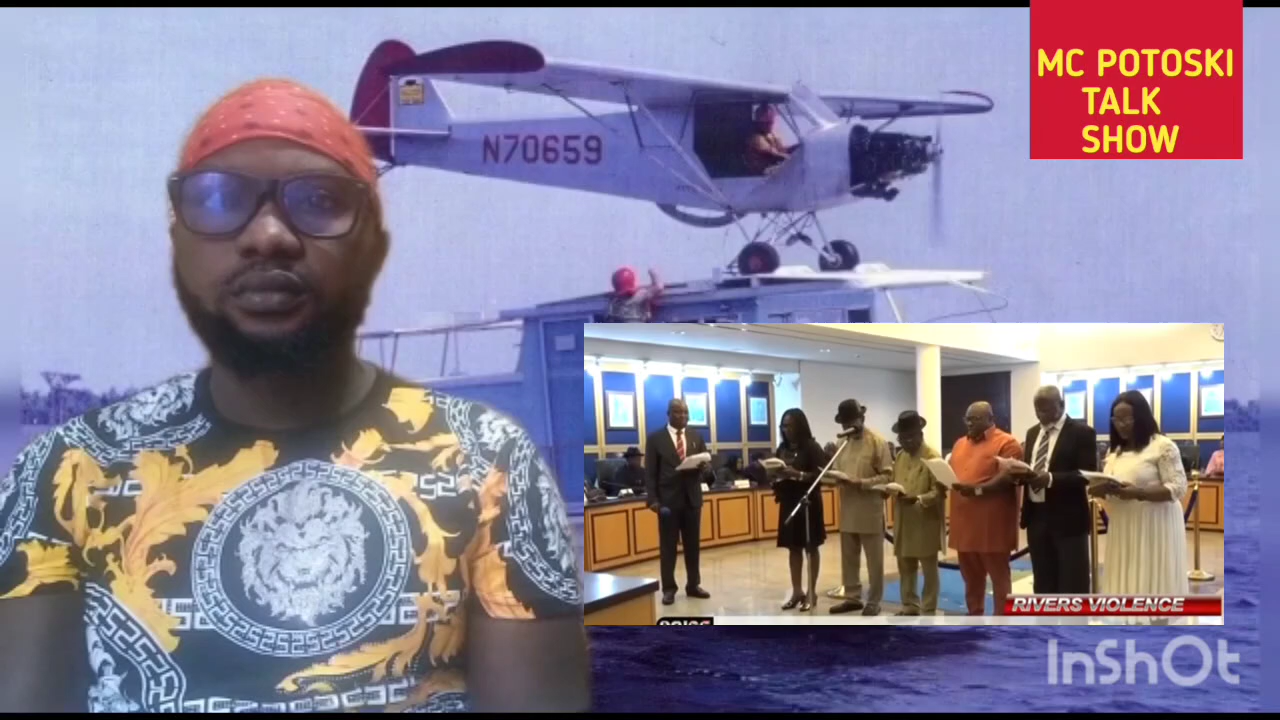 MC POTOSKI
TALK
SHOW
N70659
RIVERS VIOLENCE
InShOt